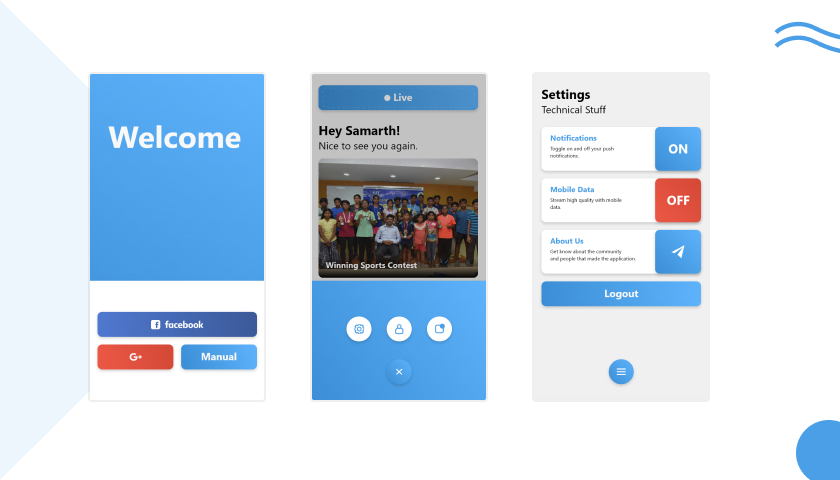 Welcome
facebook
G+
Manual
Live
Hey Samarth!
Nice to see you again.
Winning Sports Contest
Settings
Technical Stuff
Notifications
Toggle on and off your push
notifications.
ON
Mobile Data
Stream high quality with mobile
data.
OFF
About Us
Get know about the community
and people that made the application.
Logout